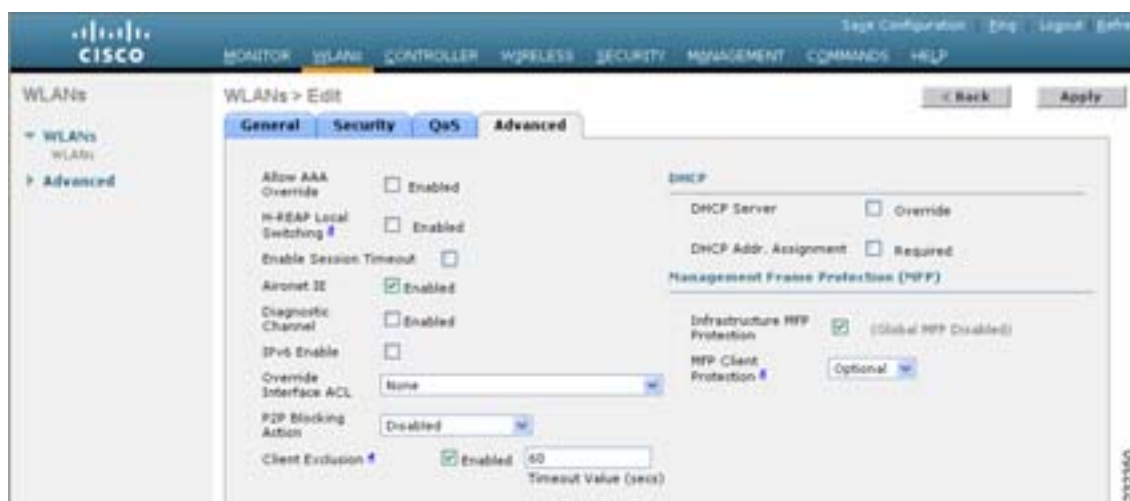 Save Configuration Ping Logout Refre
CISCO
MONITOR WLANs CONTROLLER WIRELESS SECURITY MANAGEMENT COMMANDS HELP
WLANs
WLANs > Edit
< Back
Apply
WLANs
WLANs
Advanced
General Security QoS Advanced
Allow AAA
Override
Enabled
H-REAP Local
Switching
Enabled
Enable Session Timeout
Aironet IE
Enabled
Diagnostic
Channel
Enabled
IPv6 Enable
Override
Interface ACL
None
P2P Blocking
Action
Disabled
Client Exclusion
Enabled
60
Timeout Value (secs)
DHCP
DHCP Server
Override
DHCP Addr. Assignment
Required
Management Frame Protection (MFP)
Infrastructure MFP
Protection
(Global MFP Disabled)
MFP Client
Protection
Optional